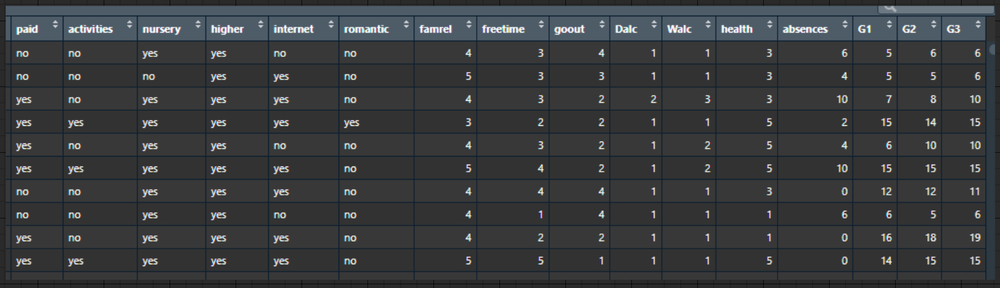 paid activities nursery higher internet romantic famrel freetime goout Dalc Walc health absences G1 G2 G3
no no yes yes no no 4 3 4 1 1 3 6 5 6 6
no no no yes yes no 5 3 3 1 1 3 4 5 5 6
yes no yes yes yes no 4 3 2 2 3 3 10 7 8 10
yes yes yes yes yes yes 3 2 2 1 1 5 2 15 14 15
yes no yes yes no no 4 3 2 1 2 5 4 6 10 10
yes yes yes yes yes no 5 4 2 1 2 5 10 15 15 15
no no yes yes yes no 4 4 4 1 1 3 0 12 12 11
no no yes yes no no 4 1 4 1 1 1 6 6 5 6
yes no yes yes yes no 4 2 2 1 1 1 0 16 18 19
yes yes yes yes yes no 5 5 1 1 1 5 0 14 15 15